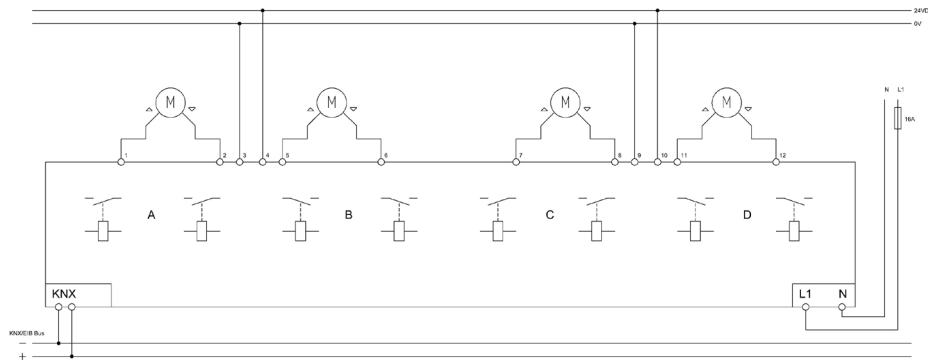 24VD
0V
N L1
16A
M M M M
1 2 3 4 5 6 7 8 9 10 11 12
A B C D
KNX L1 N
KNX/EIB Bus
−
+